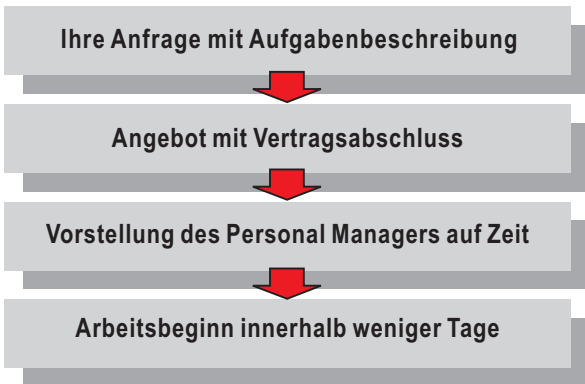 Ihre Anfrage mit Aufgabenbeschreibung
Angebot mit Vertragsabschluss
Vorstellung des Personal Managers auf Zeit
Arbeitsbeginn innerhalb weniger Tage